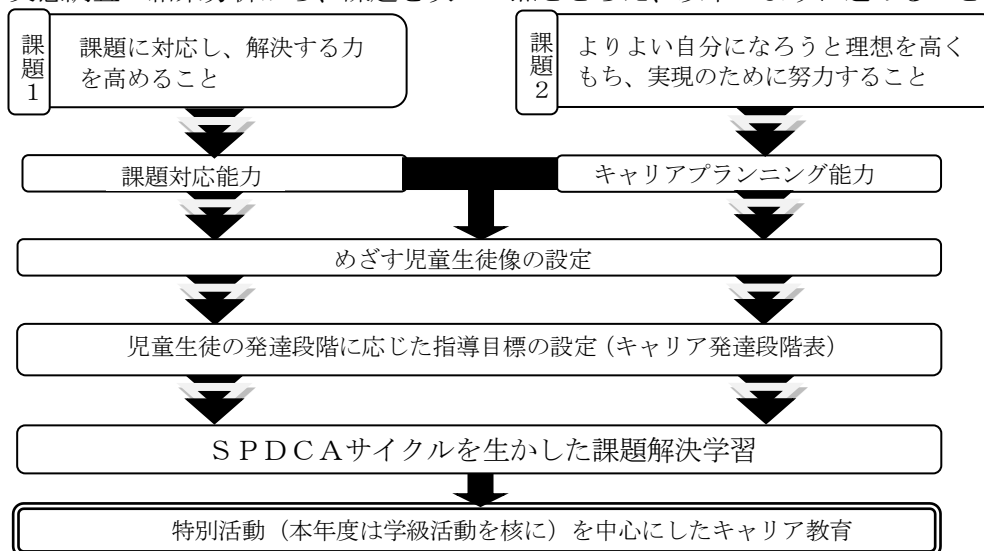 課題1
課題に対応し、解決する力
を高めること
課題2
よりよい自分になろうと理想を高く
もち、実現のために努力すること
課題対応能力
キャリアプランニング能力
めざす児童生徒像の設定
児童生徒の発達段階に応じた指導目標の設定(キャリア発達段階表)
SPDCAサイクルを生かした課題解決学習
特別活動(本年度は学級活動を核に)を中心にしたキャリア教育